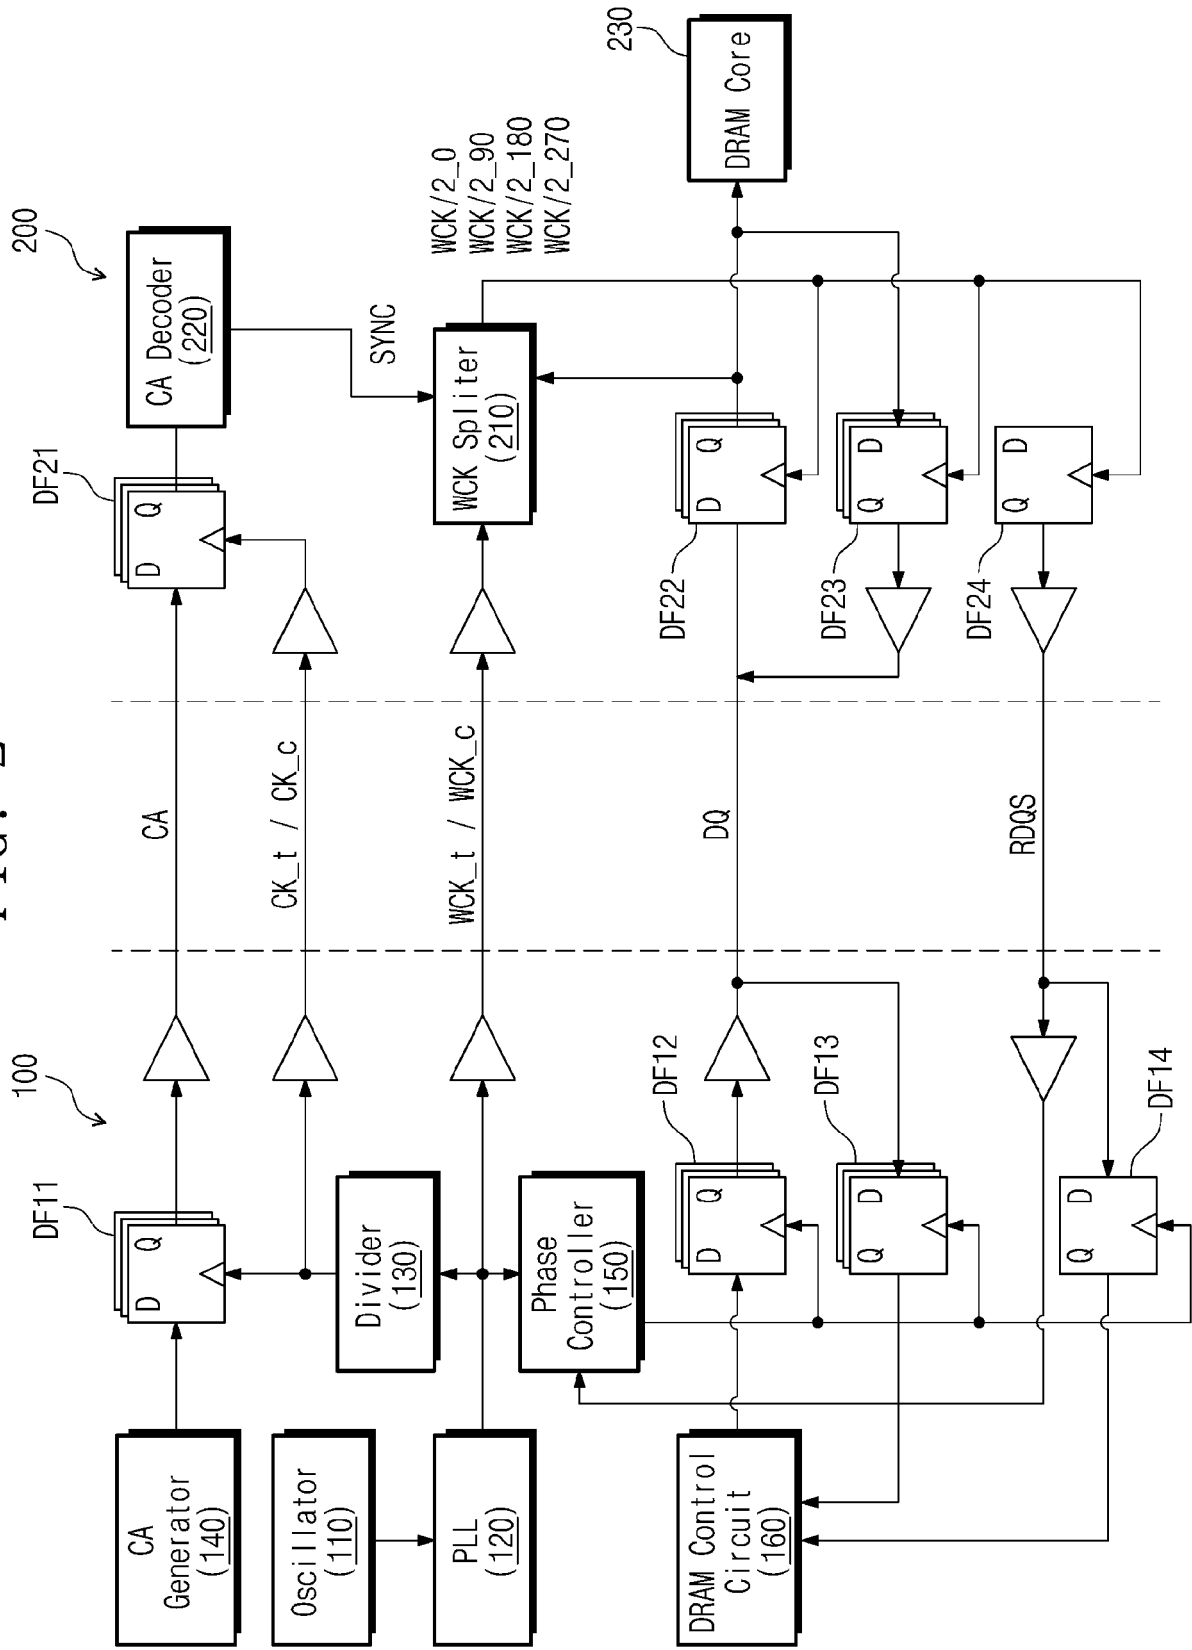 FIG. 2
100
200
CA
Generator
(140)
DF11
D
Q
CA
DF21
D
Q
CA Decoder
(220)
Oscillator
(110)
Divider
(130)
CK_t / CK_c
SYNC
PLL
(120)
WCK_t / WCK_c
WCK Spliter
(210)
WCK/2_0
WCK/2_90
WCK/2_180
WCK/2_270
Phase
Controller
(150)
DRAM Control
Circuit
(160)
DF12
D
Q
DQ
DF22
D
Q
230
DRAM Core
DF13
Q
D
DF23
Q
D
RDQS
DF24
Q
D
DF14
Q
D